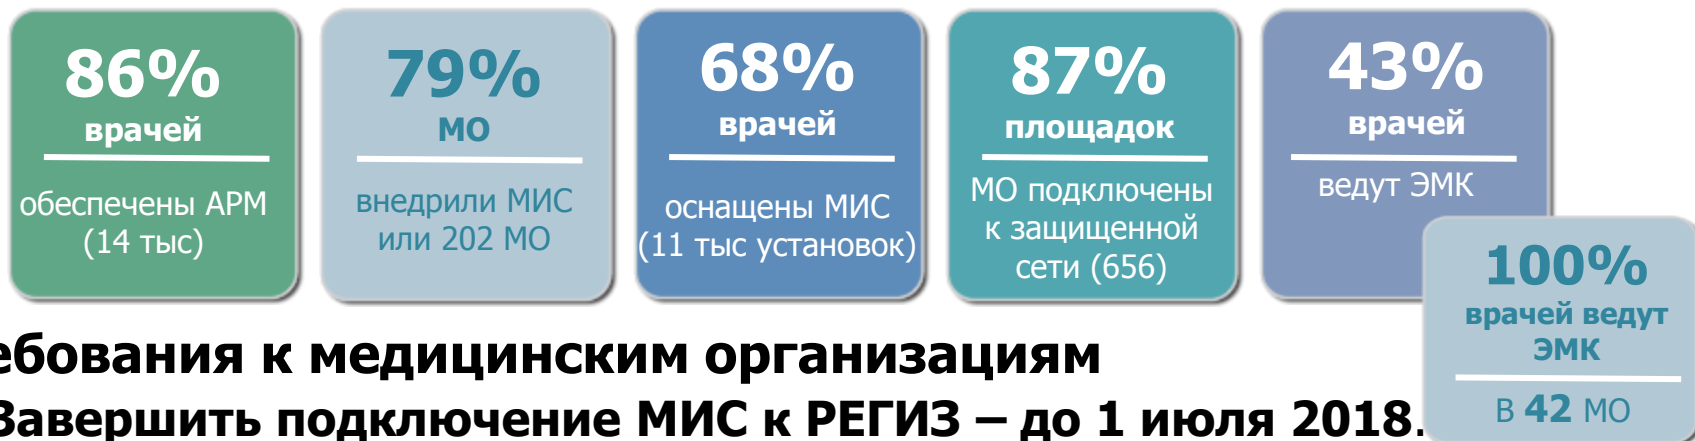 86%
врачей
обеспечены АРМ
(14 тыс)
79%
МО
внедрили МИС
или 202 МО
68%
врачей
оснащены МИС
(11 тыс установок)
87%
площадок
МО подключены
к защищенной
сети (656)
43%
врачей
ведут ЭМК
100%
врачей ведут
ЭМК
В 42 МО
ебования к медицинским организациям
Завершить подключение МИС к РЕГИЗ – до 1 июля 2018.